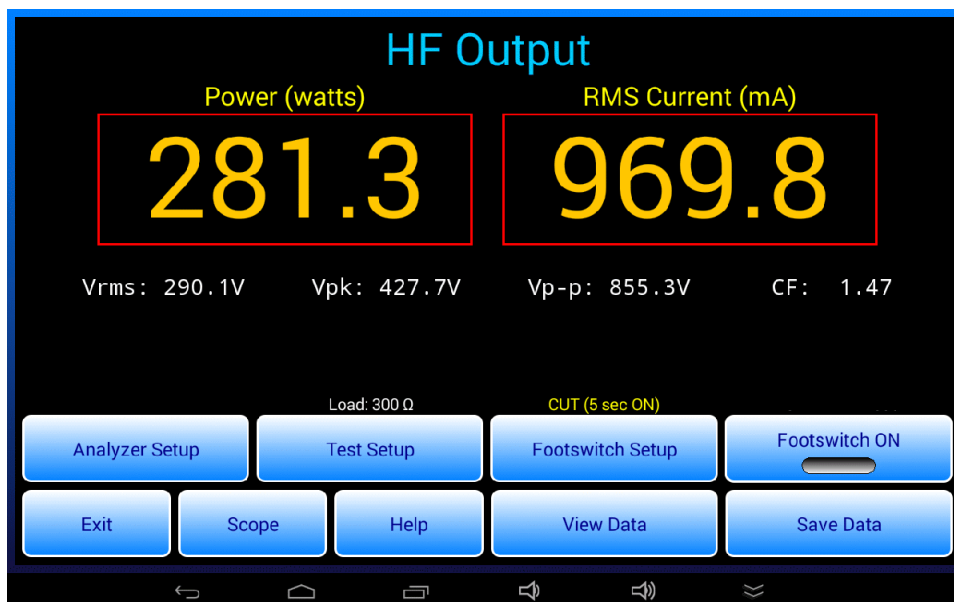 HF Output
Power (watts) RMS Current (mA)
281.3 969.8
Vrms: 290.1V Vpk: 427.7V Vp-p: 855.3V CF: 1.47
Load: 300 Ω CUT (5 sec ON)
Analyzer Setup Test Setup Footswitch Setup Footswitch ON
Exit Scope Help View Data Save Data